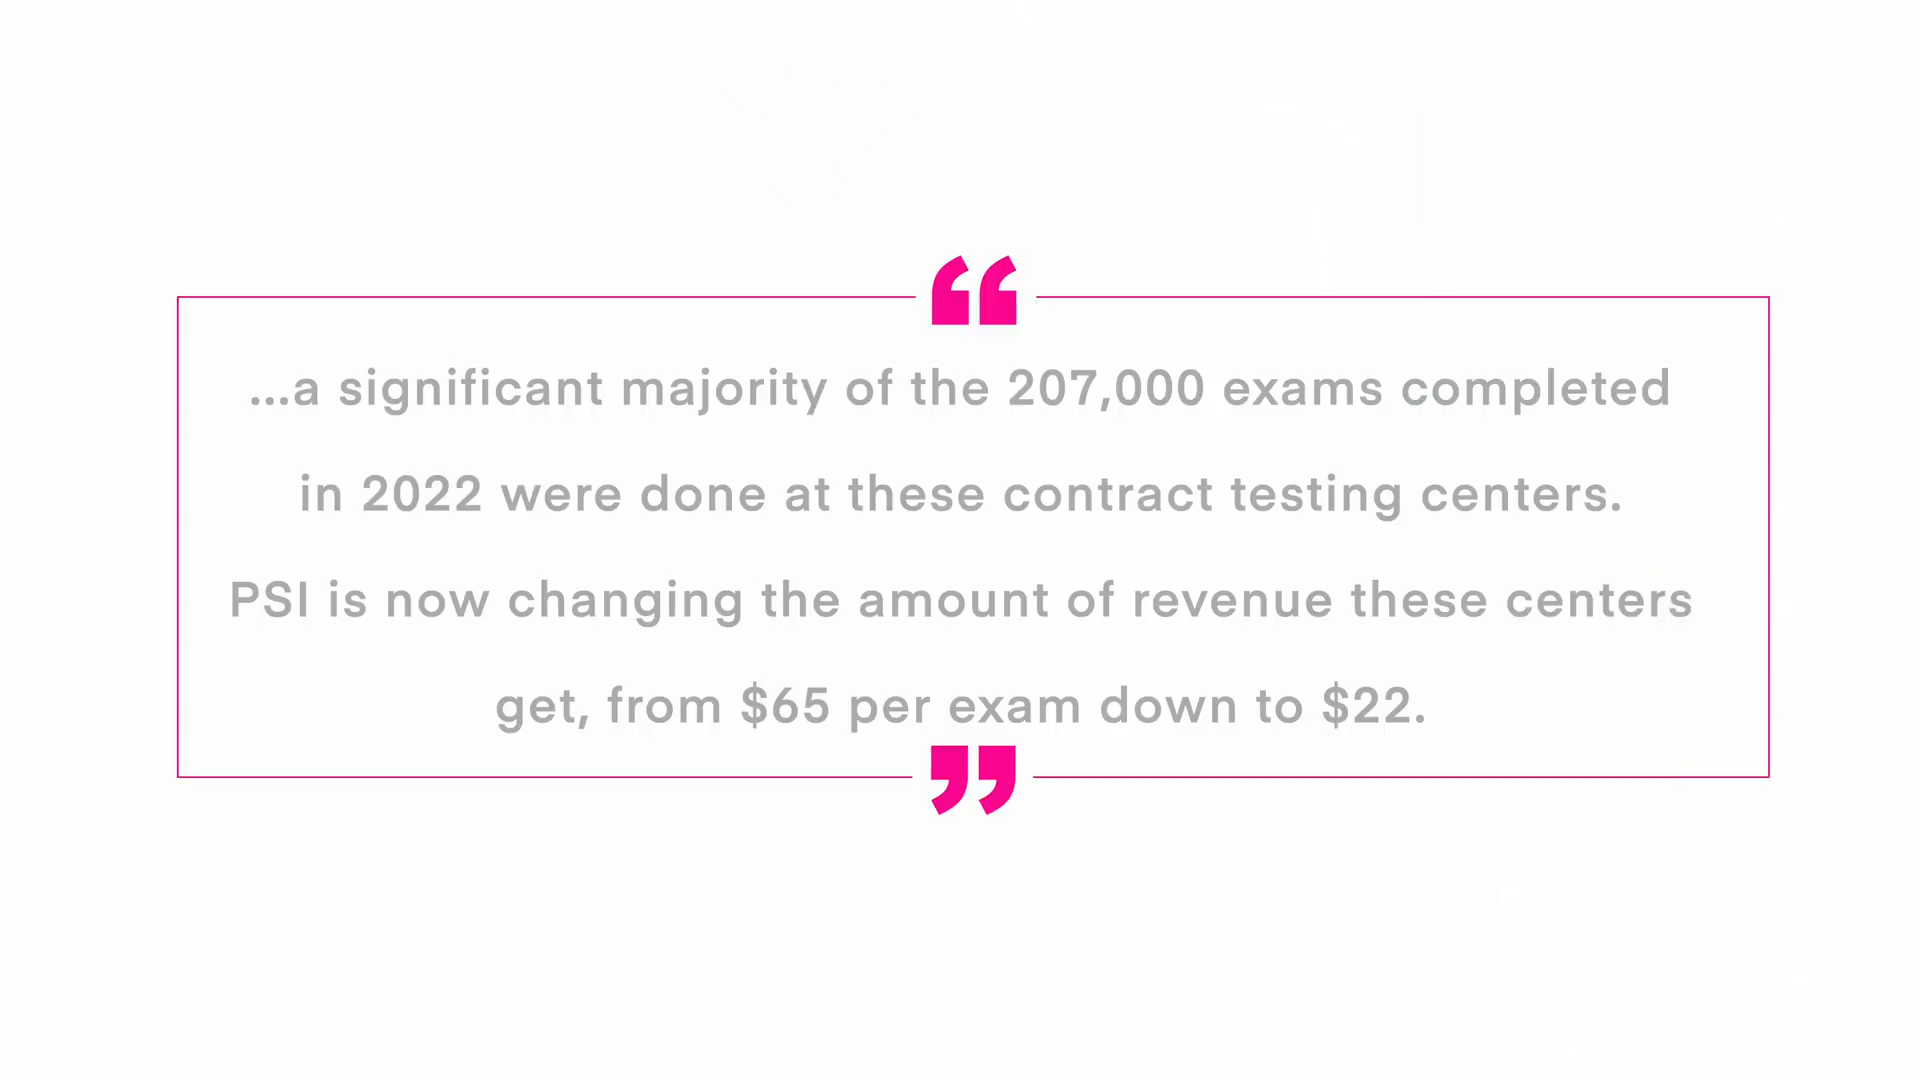 “
...a significant majority of the 207,000 exams completed
in 2022 were done at these contract testing centers.
PSI is now changing the amount of revenue these centers
get, from $65 per exam down to $22.
”